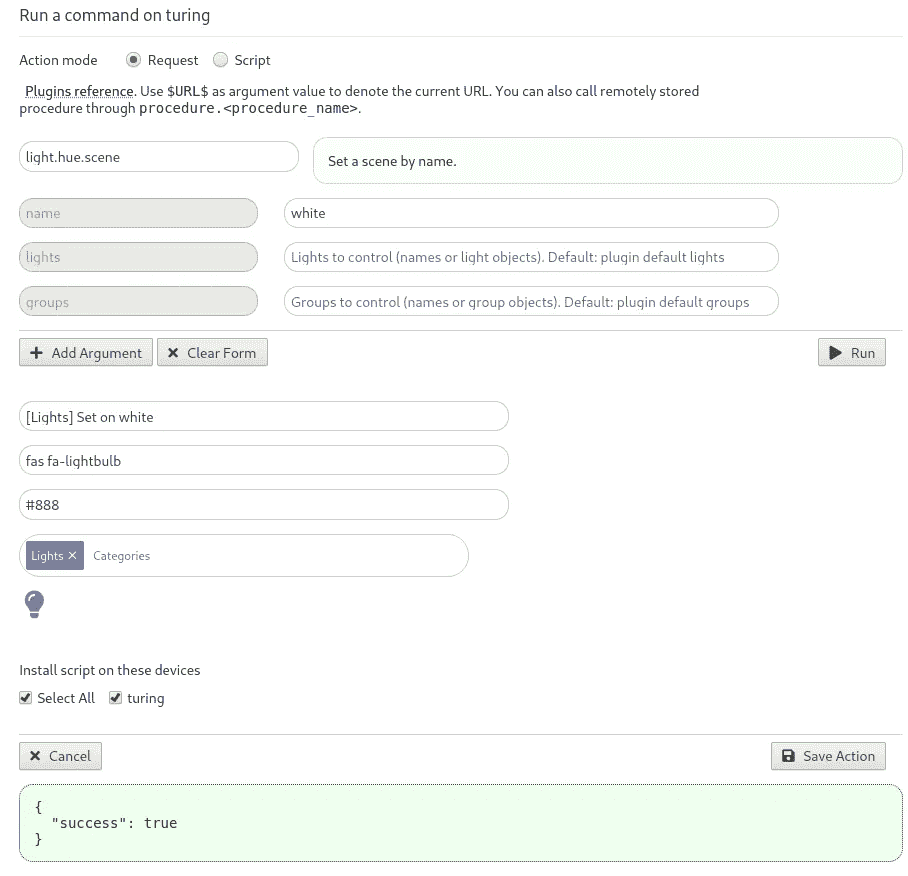 Run a command on turing
Action mode Request Script
Plugins reference. Use $URL$ as argument value to denote the current URL. You can also call remotely stored
procedure through procedure.<procedure_name>.
light.hue.scene
Set a scene by name.
name
white
lights
Lights to control (names or light objects). Default: plugin default lights
groups
Groups to control (names or group objects). Default: plugin default groups
Add Argument Clear Form Run
[Lights] Set on white
fas fa-lightbulb
#888
Lights × Categories
Install script on these devices
Select All turing
Cancel Save Action
{
"success": true
}